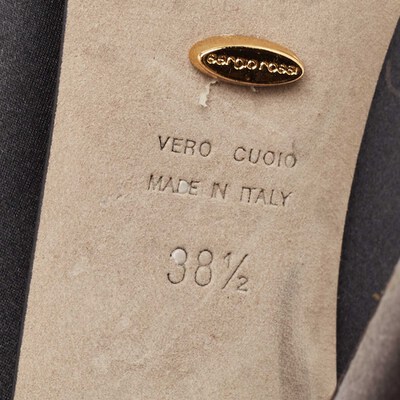 sergio rossi
VERO CUOIO
MADE IN ITALY
38½